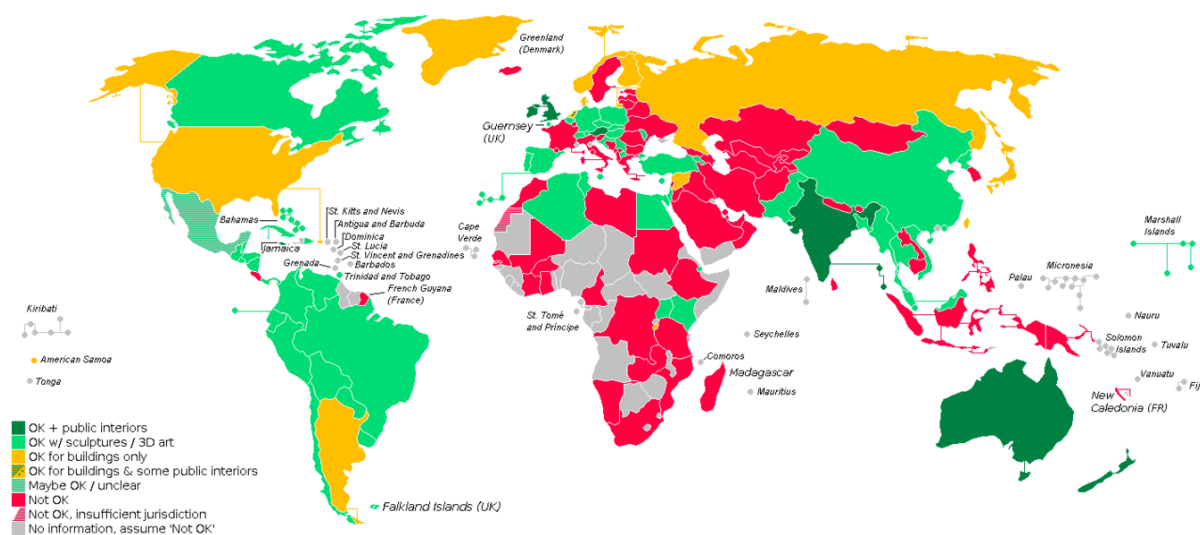 Greenland
(Denmark)
Guernsey
(UK)
Bahamas
St. Kitts and Nevis
Antigua and Barbuda
Dominica
Jamaica
St. Lucia
St. Vincent and Grenadines
Grenada
Barbados
Trinidad and Tobago
French Guyana
(France)
Cape
Verde
Marshall
Islands
Micronesia
Palau
Maldives
Kiribati
St. Tomè
and Principe
Seychelles
Nauru
Solomon
Islands
Tuvalu
American Samoa
Comoros
Madagascar
Tonga
Mauritius
Vanuatu
Fij
New
Caledonia (FR)
OK + public interiors
OK w/ sculptures / 3D art
OK for buildings only
OK for buildings & some public interiors
Maybe OK / unclear
Not OK
Not OK, insufficient jurisdiction
No information, assume 'Not OK'
Falkland Islands (UK)